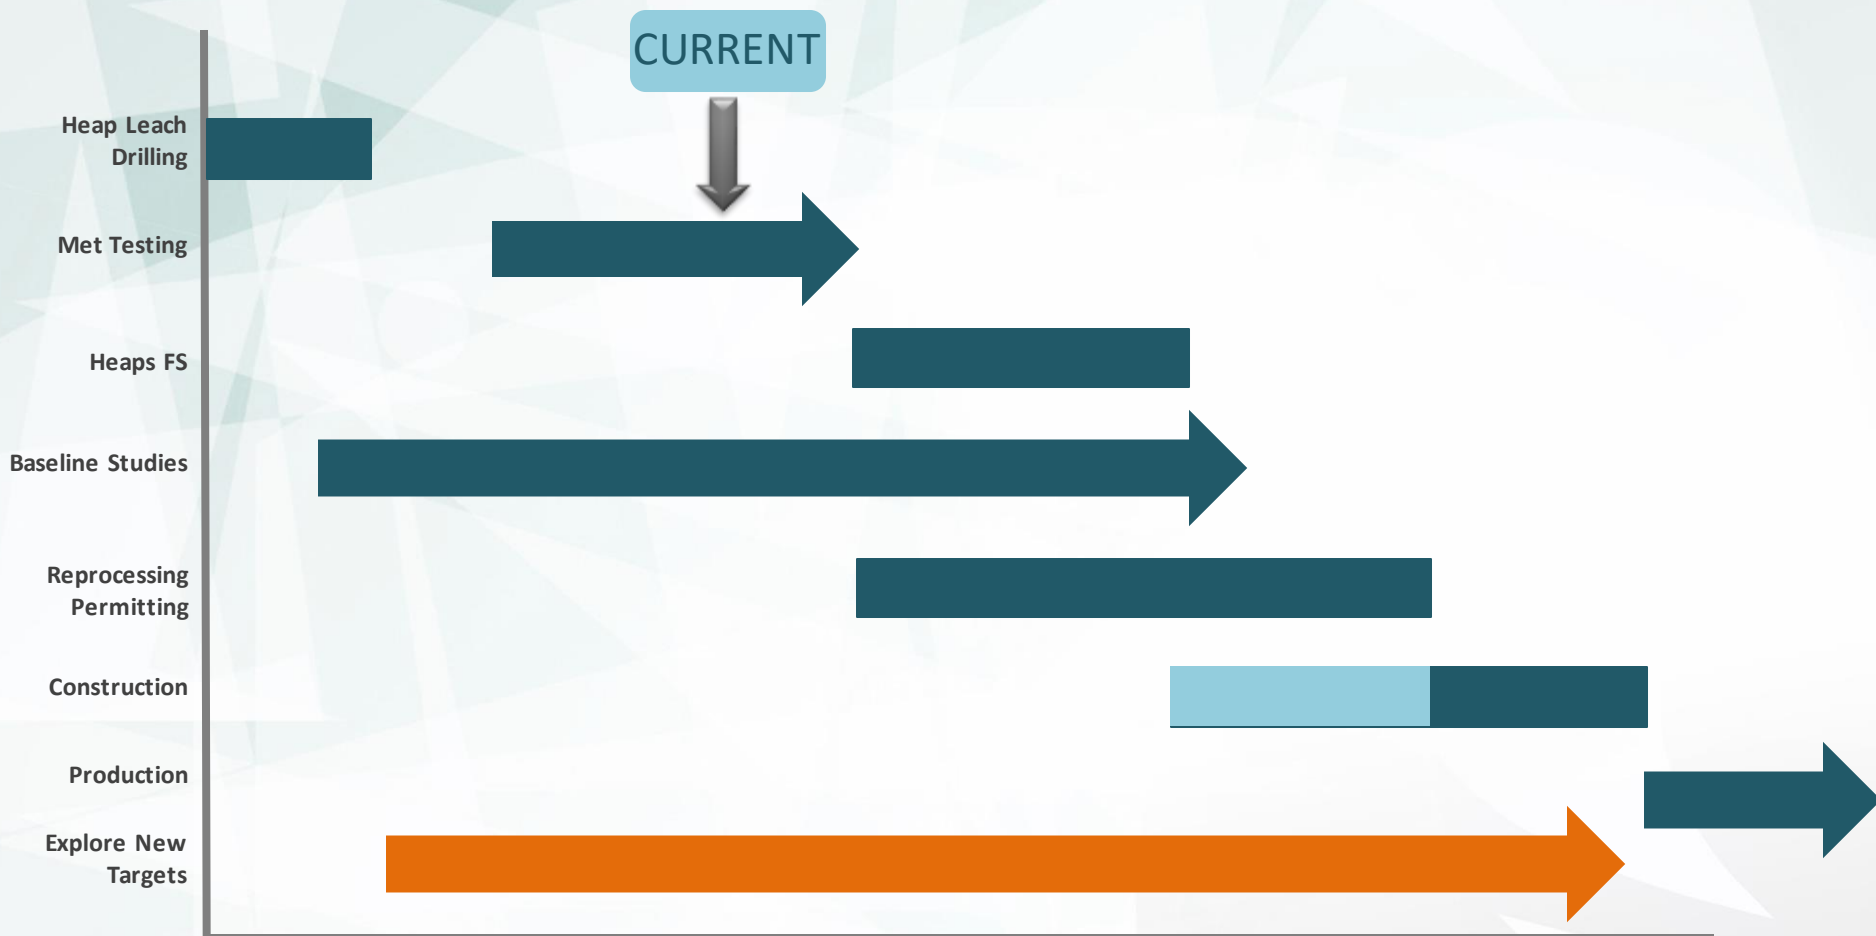 CURRENT
Heap Leach
Drilling
Met Testing
Heaps FS
Baseline Studies
Reprocessing
Permitting
Construction
Production
Explore New
Targets